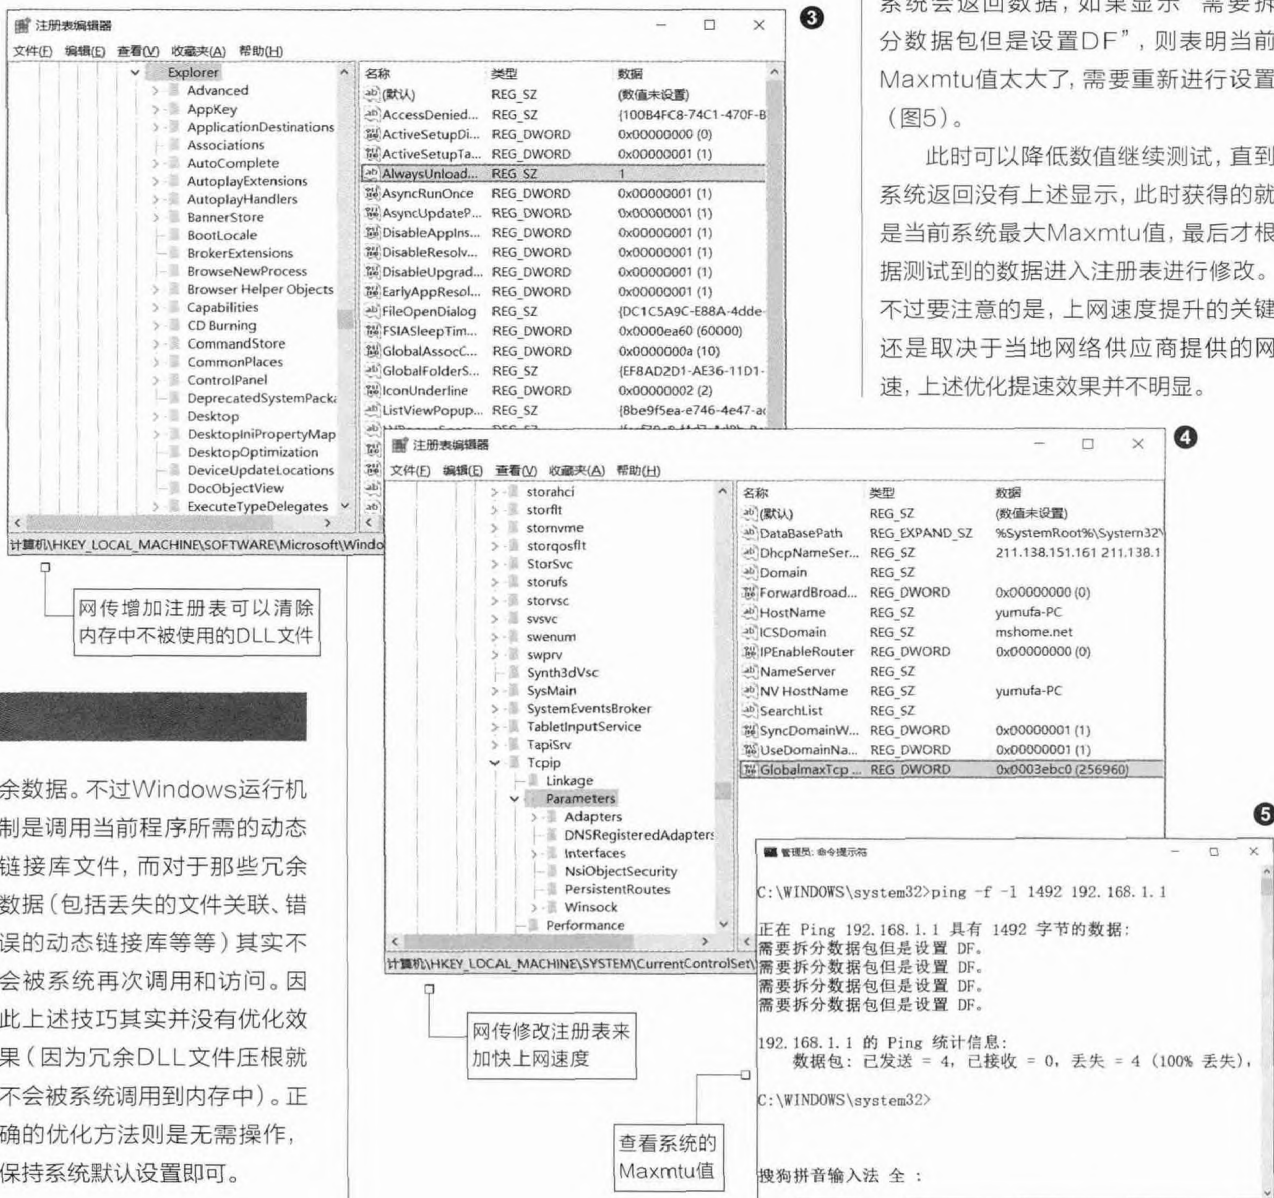 ❸
注册表编辑器
文件(F) 编辑(E) 查看(V) 收藏夹(A) 帮助(H)
Explorer
Advanced
AppKey
ApplicationDestinations
Associations
AutoComplete
AutoplayExtensions
AutoplayHandlers
BannerStore
BootLocale
BrokerExtensions
BrowseNewProcess
Browser Helper Objects
Capabilities
CD Burning
CommandStore
CommonPlaces
ControlPanel
DeprecatedSystemPack
Desktop
DesktopIniPropertyMap
DesktopOptimization
DeviceUpdateLocations
DocObjectView
ExecuteTypeDelegates
名称 类型 数据
(默认) REG_SZ (数值未设置)
AccessDenied... REG_SZ {100B4FC8-74C1-470F-B
ActiveSetupDi... REG_DWORD 0x00000000 (0)
ActiveSetupTa... REG_DWORD 0x00000001 (1)
AlwaysUnload... REG_SZ 1
AsyncRunOnce REG_DWORD 0x00000001 (1)
AsyncUpdateP... REG_DWORD 0x00000001 (1)
DisableAppIns... REG_DWORD 0x00000001 (1)
DisableResolv... REG_DWORD 0x00000001 (1)
DisableUpgrad... REG_DWORD 0x00000001 (1)
EarlyAppResol... REG_DWORD 0x00000001 (1)
FileOpenDialog REG_SZ {DC1C5A9C-E88A-4dde-
FSIASleepTim... REG_DWORD 0x0000ea60 (60000)
GlobalAssocC... REG_DWORD 0x0000000a (10)
GlobalFolderS... REG_SZ {EF8AD2D1-AE36-11D1-
IconUnderline REG_DWORD 0x00000002 (2)
ListViewPopup... REG_SZ {8be9f5ea-e746-4e47-a
计算机\HKEY_LOCAL_MACHINE\SOFTWARE\Microsoft\Windo
网传增加注册表可以清除
内存中不被使用的DLL文件
余数据。不过Windows运行机
制是调用当前程序所需的动态
链接库文件,而对于那些冗余
数据(包括丢失的文件关联、错
误的动态链接库等等)其实不
会被系统再次调用和访问。因
此上述技巧其实并没有优化效
果(因为冗余DLL文件压根就
不会被系统调用到内存中)。正
确的优化方法则是无需操作,
保持系统默认设置即可。
❹
注册表编辑器
文件(F) 编辑(E) 查看(V) 收藏夹(A) 帮助(H)
storahci
storflt
stornvme
storqosflt
StorSvc
storufs
storvsc
svsvc
swenum
swprv
Synth3dVsc
SysMain
SystemEventsBroker
TabletInputService
TapiSrv
Tcpip
Linkage
Parameters
Adapters
DNSRegisteredAdapters
Interfaces
NsiObjectSecurity
PersistentRoutes
Winsock
Performance
名称 类型 数据
(默认) REG_SZ (数值未设置)
DataBasePath REG_EXPAND_SZ %SystemRoot%\System32\
DhcpNameSer... REG_SZ 211.138.151.161 211.138.1
Domain REG_SZ
ForwardBroad... REG_DWORD 0x00000000 (0)
HostName REG_SZ yumufa-PC
ICSDomain REG_SZ mshome.net
IPEnableRouter REG_DWORD 0x00000000 (0)
NameServer REG_SZ
NV HostName REG_SZ yumufa-PC
SearchList REG_SZ
SyncDomainW... REG_DWORD 0x00000001 (1)
UseDomainNa... REG_DWORD 0x00000001 (1)
GlobalmaxTcp ... REG_DWORD 0x0003ebc0 (256960)
计算机\HKEY_LOCAL_MACHINE\SYSTEM\CurrentControlSet\
网传修改注册表来
加快上网速度
系统会返回数据,如果显示“需要拆
分数据包但是设置DF”,则表明当前
Maxmtu值太大了,需要重新进行设置
(图5)。
此时可以降低数值继续测试,直到
系统返回没有上述显示,此时获得的就
是当前系统最大Maxmtu值,最后才根
据测试到的数据进入注册表进行修改。
不过要注意的是,上网速度提升的关键
还是取决于当地网络供应商提供的网
速,上述优化提速效果并不明显。
❺
管理员: 命令提示符
C:\WINDOWS\system32>ping -f -l 1492 192.168.1.1
正在 Ping 192.168.1.1 具有 1492 字节的数据:
需要拆分数据包但是设置 DF。
需要拆分数据包但是设置 DF。
需要拆分数据包但是设置 DF。
需要拆分数据包但是设置 DF。
192.168.1.1 的 Ping 统计信息:
数据包: 已发送 = 4, 已接收 = 0, 丢失 = 4 (100% 丢失),
C:\WINDOWS\system32>
搜狗拼音输入法 全 :
查看系统的
Maxmtu值